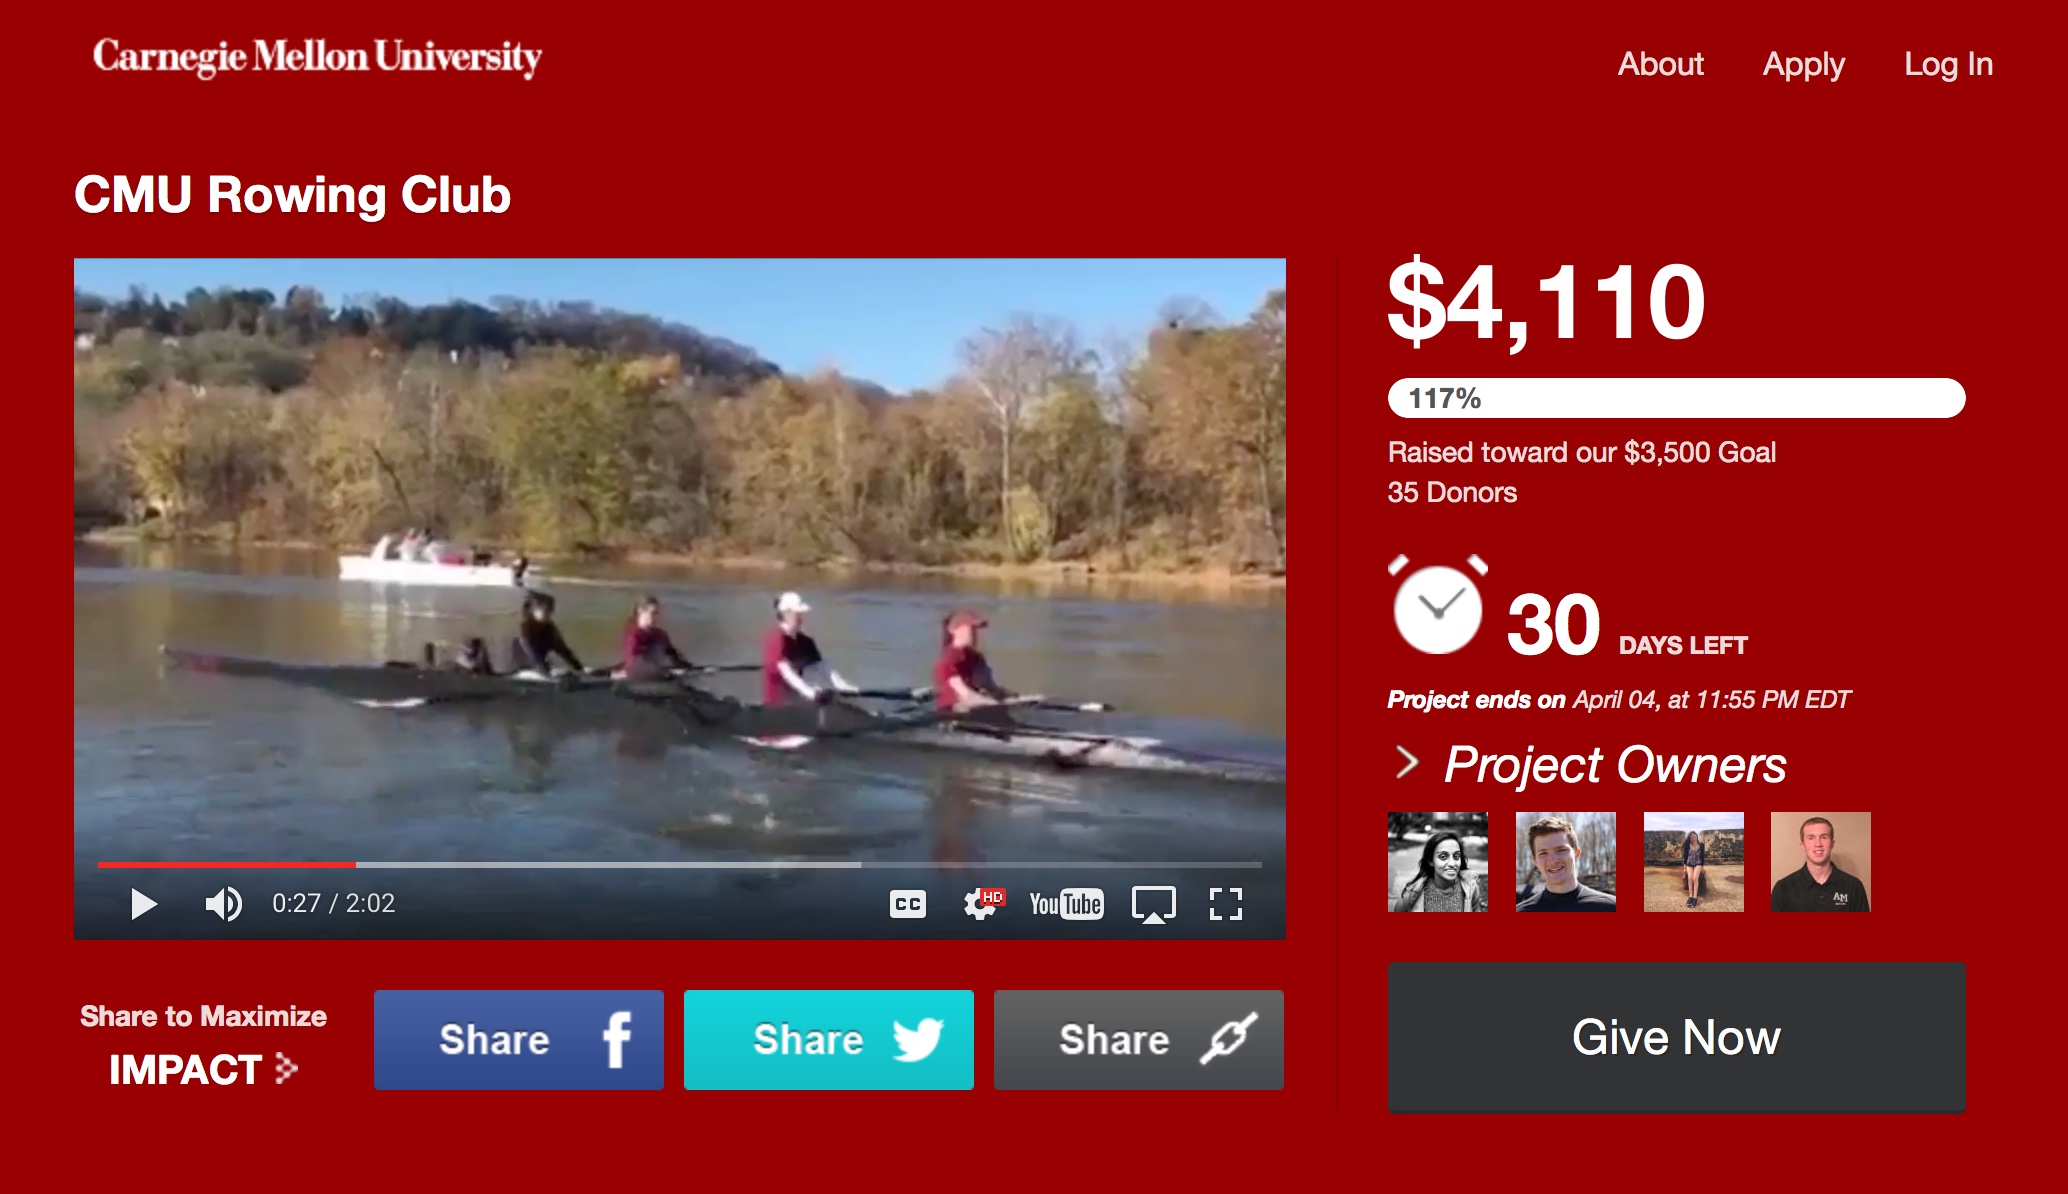 Carnegie Mellon University
About Apply Log In
CMU Rowing Club
0:27 / 2:02
CC
HD
YouTube
Share to Maximize
IMPACT
Share
Share
Share
$4,110
117%
Raised toward our $3,500 Goal
35 Donors
30 DAYS LEFT
Project ends on April 04, at 11:55 PM EDT
Project Owners
AM
Give Now